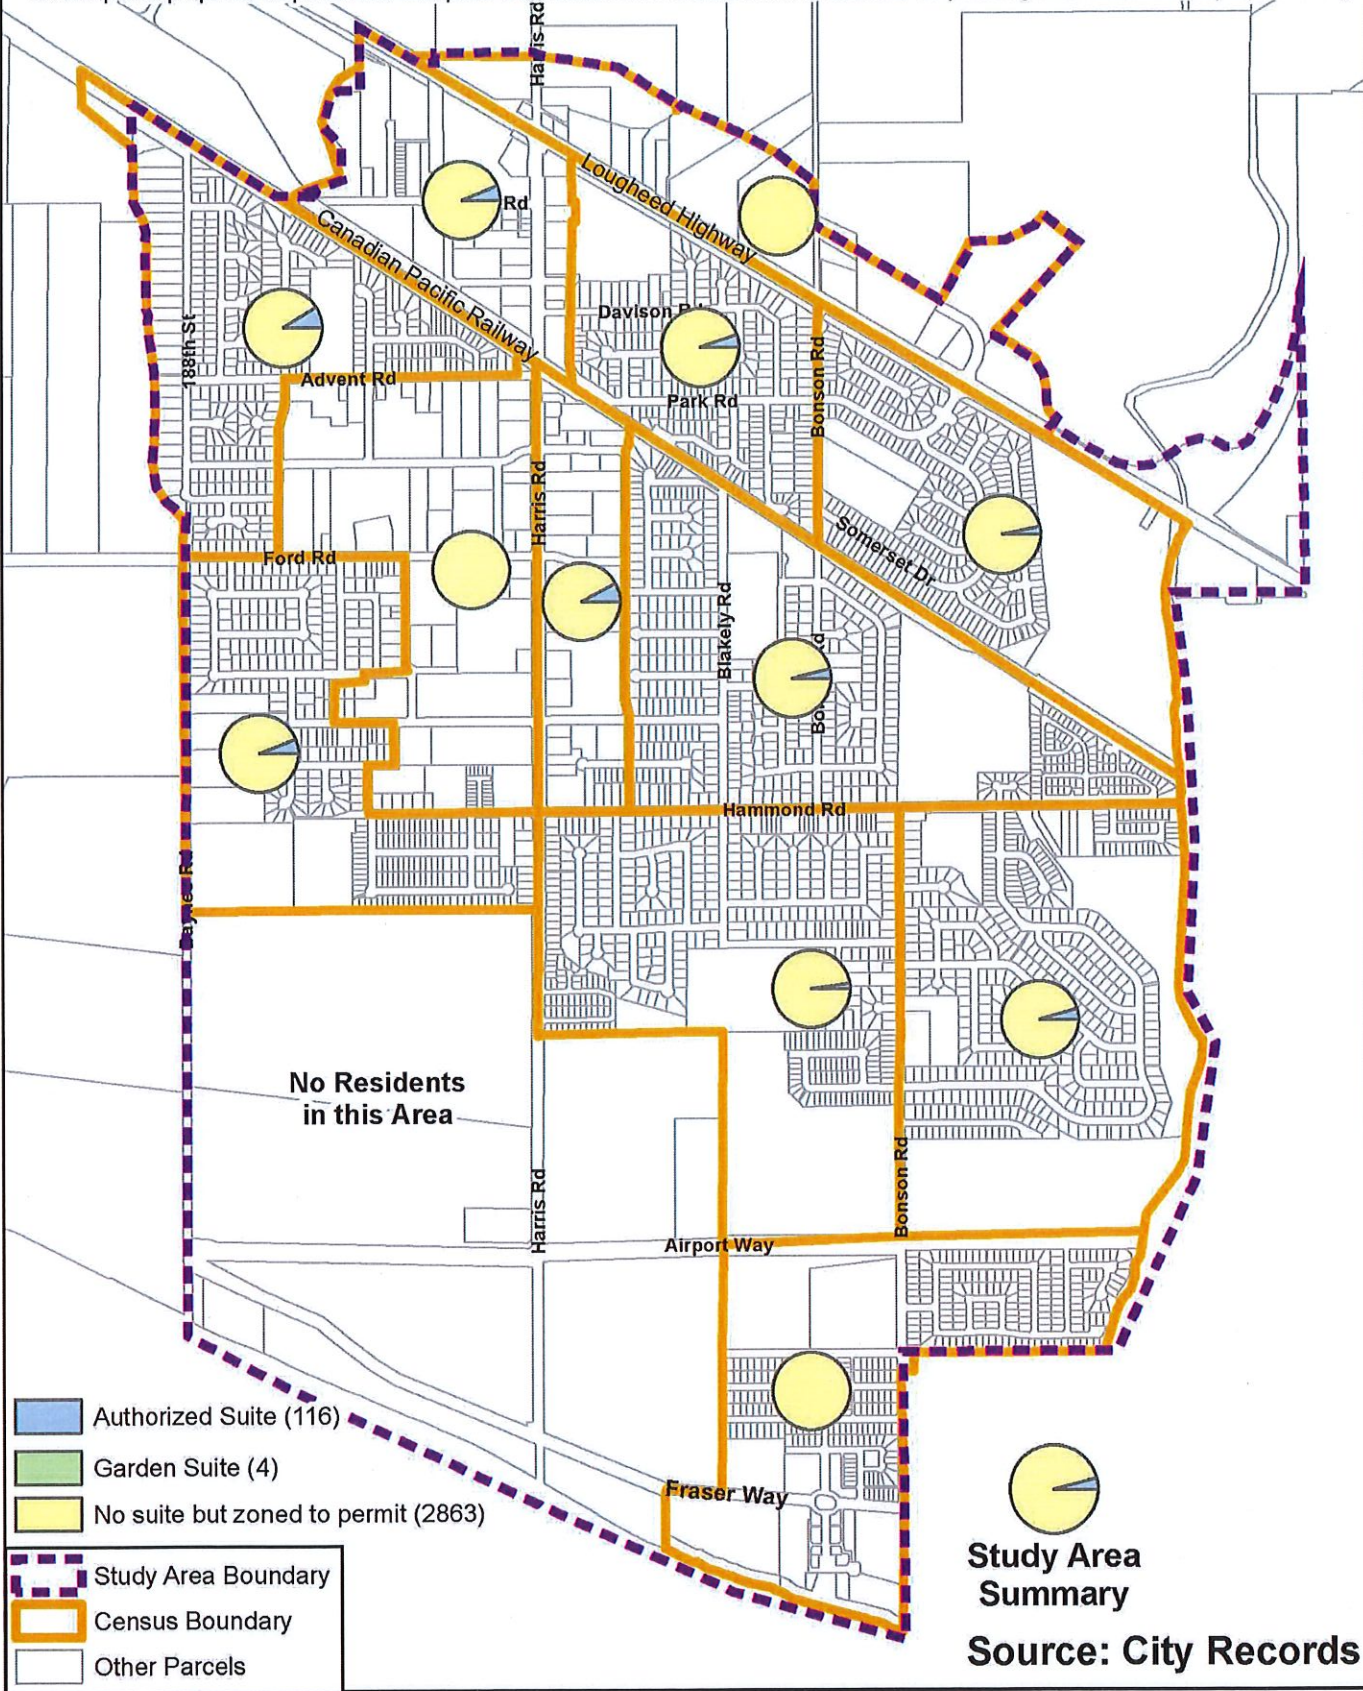 Harris Rd
Lougheed Highway
Rd
Canadian Pacific Railway
Davison
188th St
Advent Rd
Park Rd
Bonson Rd
Harris Rd
Somerset Dr
Ford Rd
Blakely Rd
Hammond Rd
No Residents
in this Area
Bonson Rd
Harris Rd
Airport Way
Fraser Way
Authorized Suite (116)
Garden Suite (4)
No suite but zoned to permit (2863)
Study Area Boundary
Census Boundary
Other Parcels
Study Area
Summary
Source: City Records